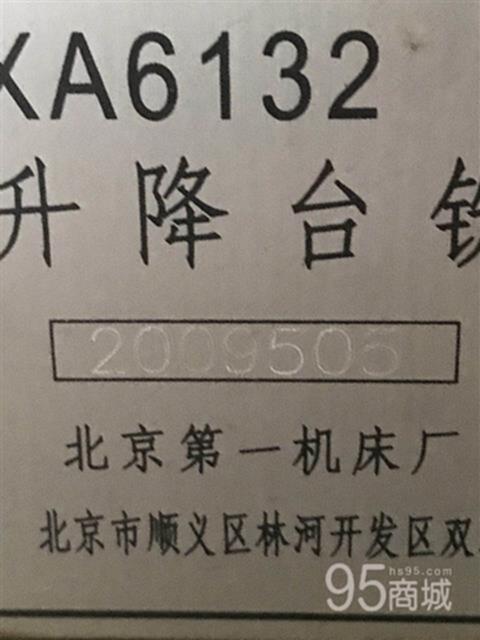 XA6132
升降台铣
2009505
北京第一机床厂
北京市顺义区林河开发区双
hs95.com
95商城